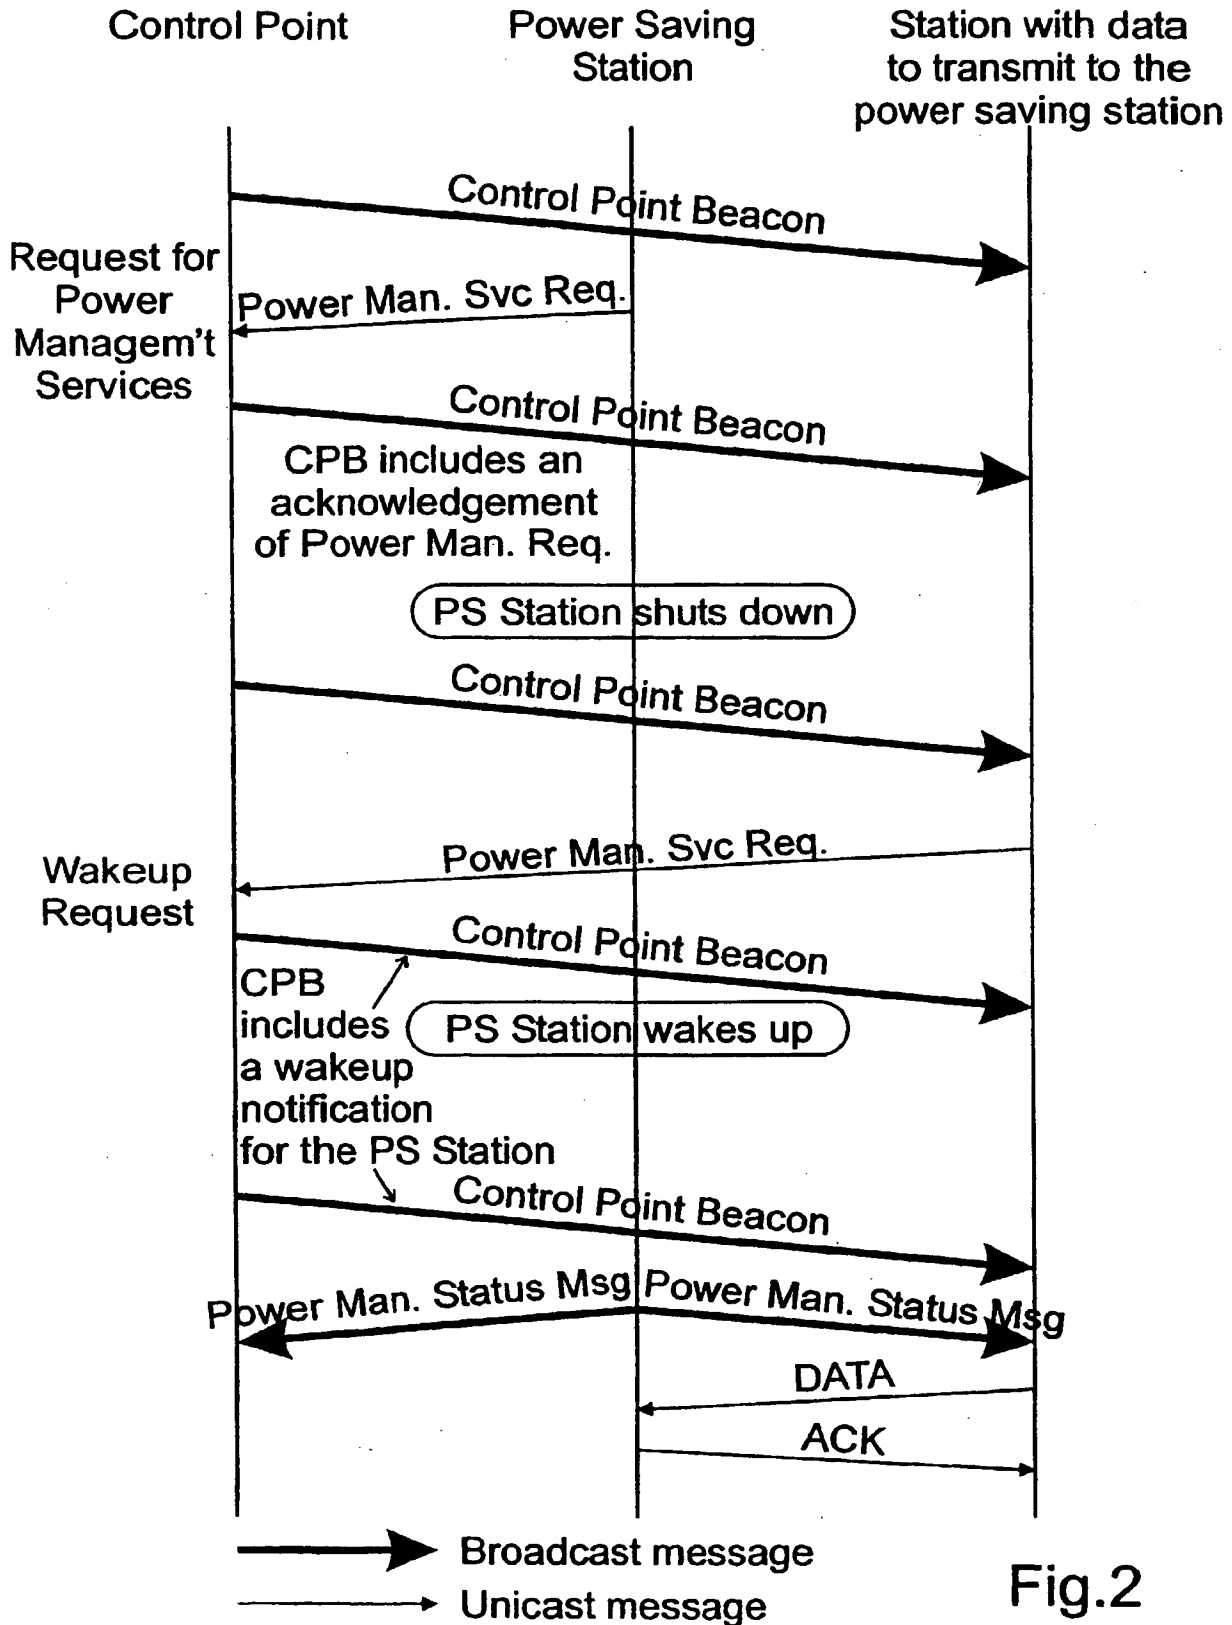 Control Point
Power Saving
Station
Station with data
to transmit to the
power saving station
Control Point Beacon
Request for
Power
Managem't
Services
Power Man. Svc Req.
Control Point Beacon
CPB includes an
acknowledgement
of Power Man. Req.
PS Station shuts down
Control Point Beacon
Wakeup
Request
Power Man. Svc Req.
Control Point Beacon
CPB
includes
a wakeup
notification
for the PS Station
PS Station wakes up
Control Point Beacon
Power Man. Status Msg
Power Man. Status Msg
DATA
ACK
Broadcast message
Unicast message
Fig.2